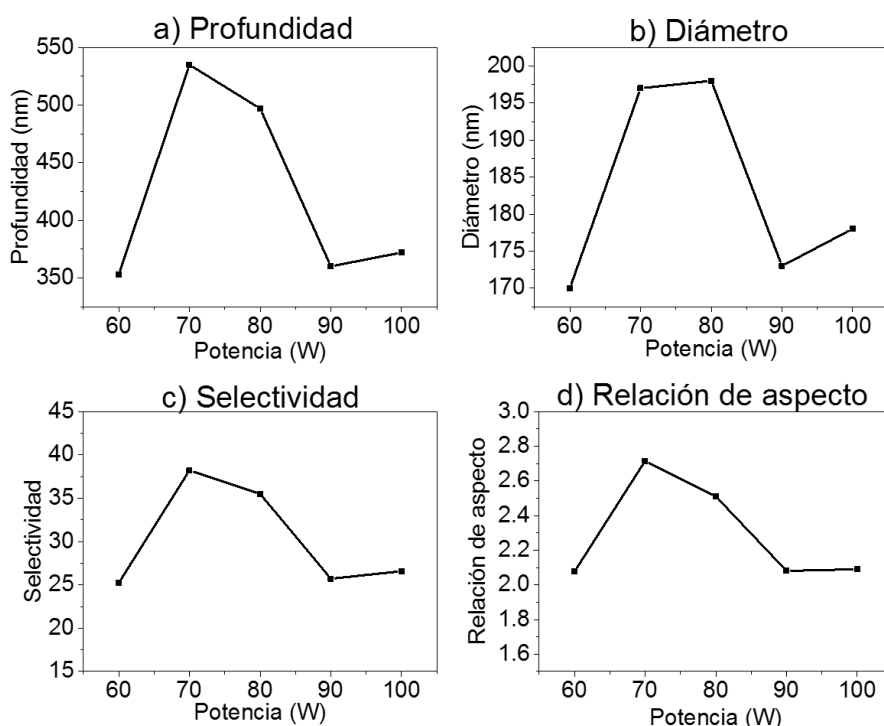 a) Profundidad
550
500
450
400
350
Profundidad (nm)
60 70 80 90 100
Potencia (W)
b) Diámetro
200
195
190
185
180
175
170
Diámetro (nm)
60 70 80 90 100
Potencia (W)
c) Selectividad
45
40
35
30
25
20
15
Selectividad
60 70 80 90 100
Potencia (W)
d) Relación de aspecto
3.0
2.8
2.6
2.4
2.2
2.0
1.8
1.6
Relación de aspecto
60 70 80 90 100
Potencia (W)